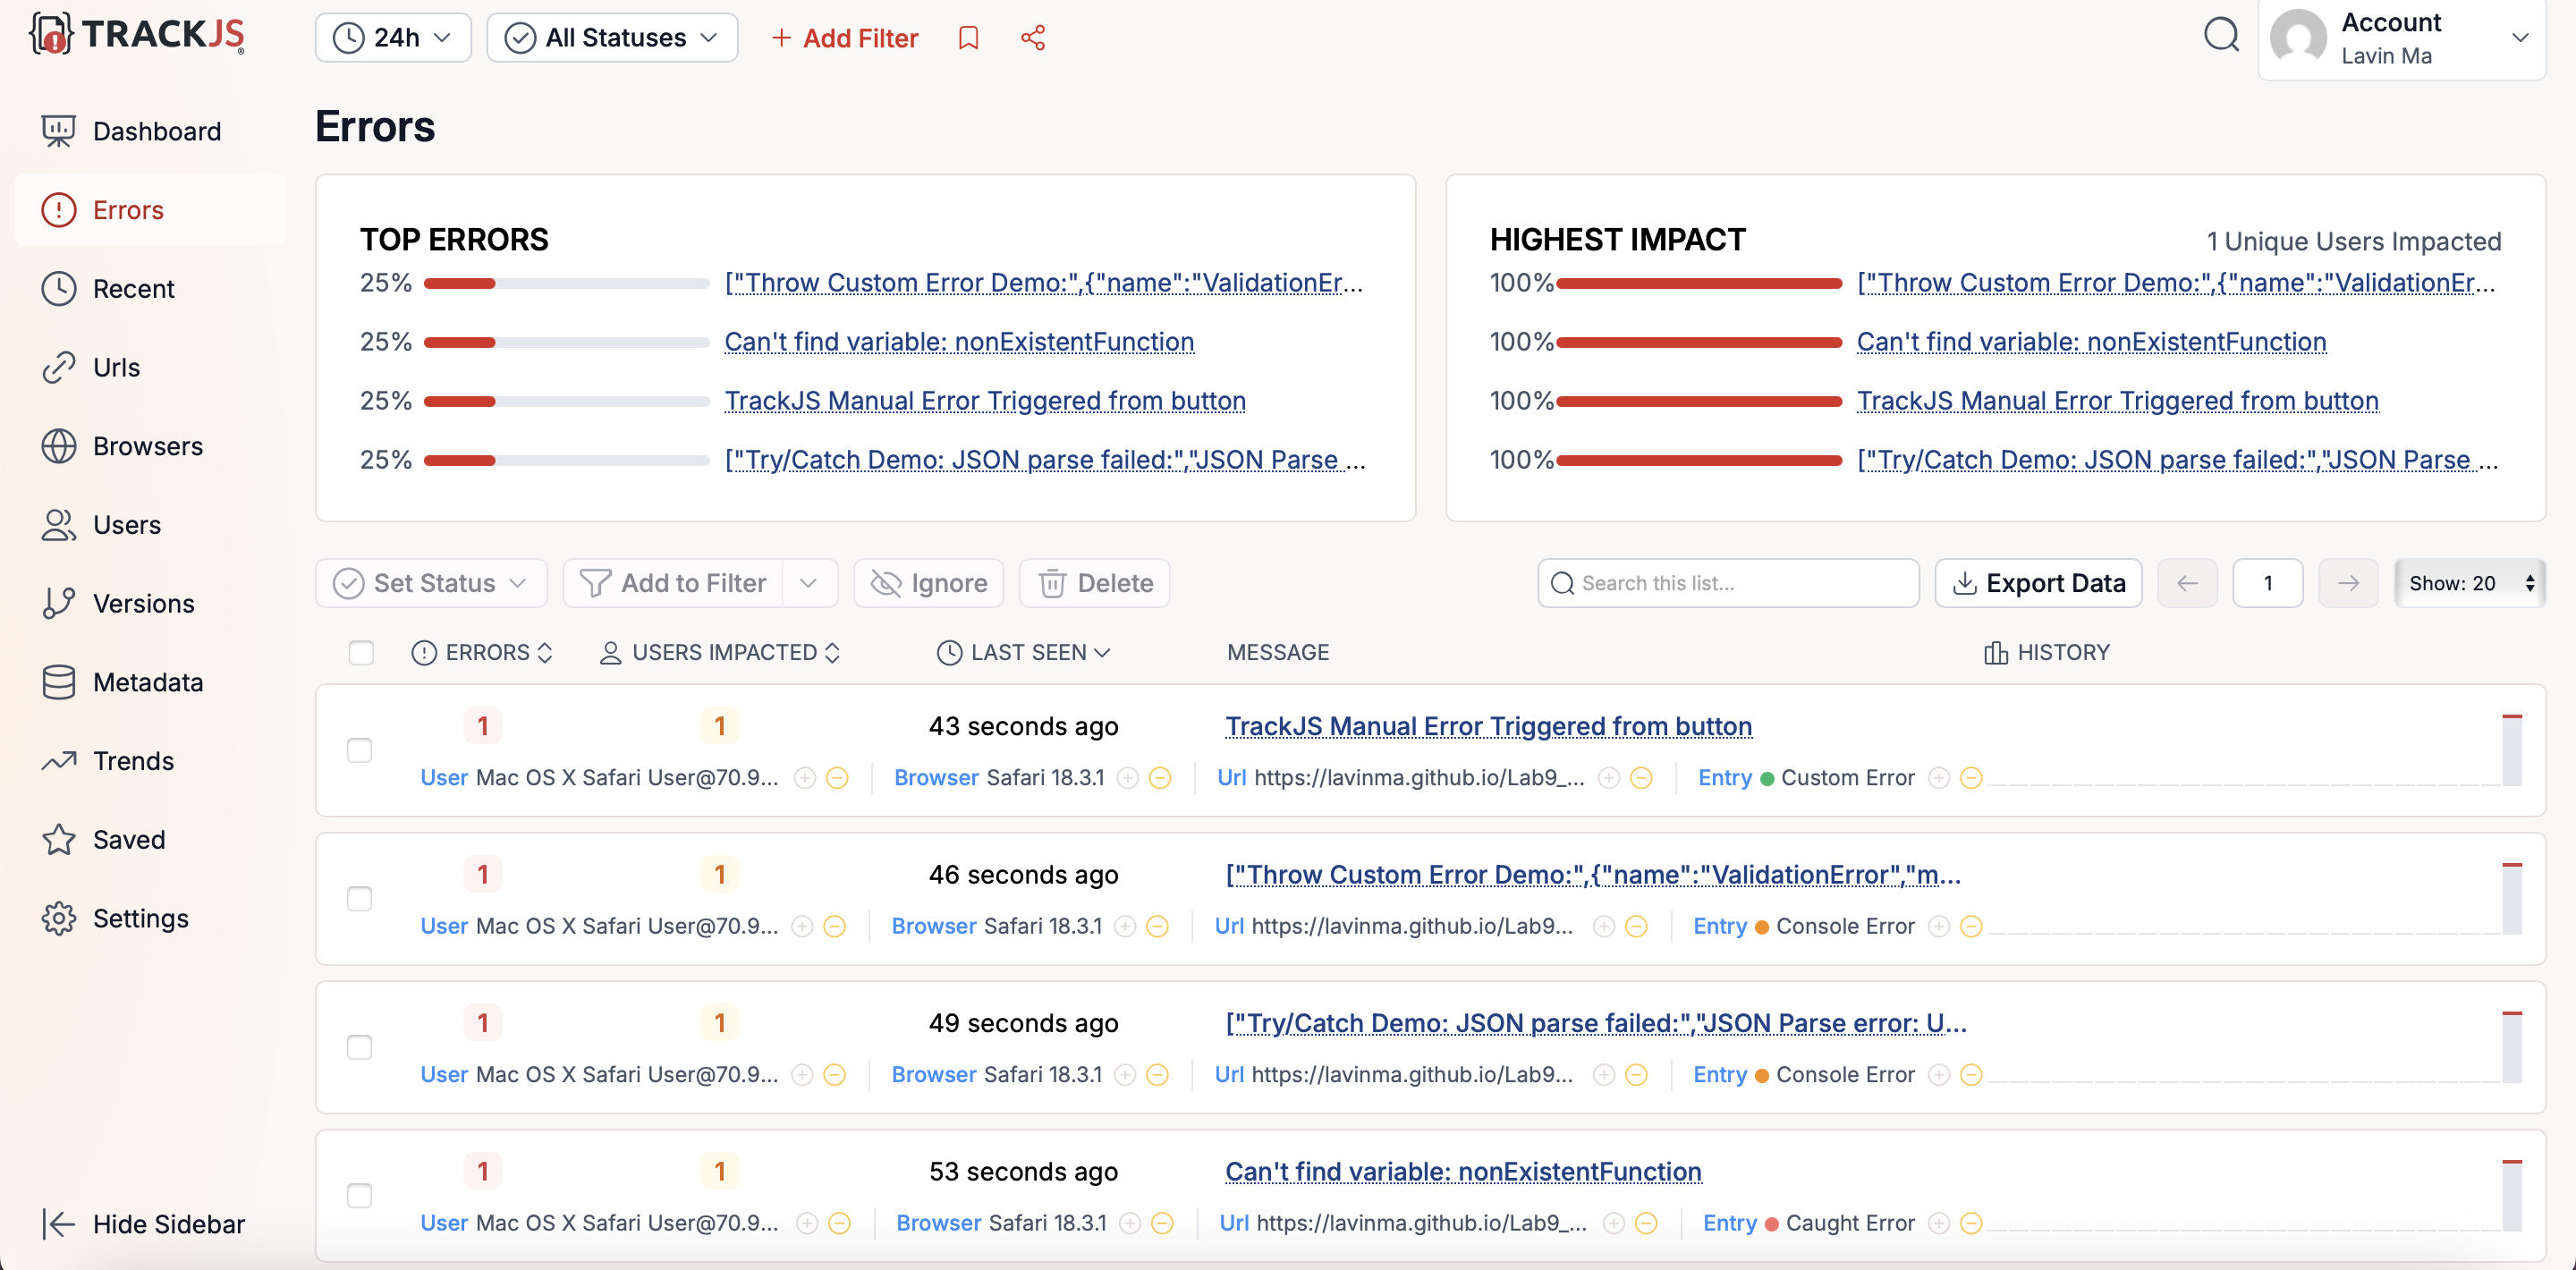 TRACKJS
24h
All Statuses
+ Add Filter
Account
Lavin Ma
Dashboard
Errors
Recent
Urls
Browsers
Users
Versions
Metadata
Trends
Saved
Settings
Hide Sidebar
Errors
TOP ERRORS
25% ["Throw Custom Error Demo:",{"name":"ValidationEr...
25% Can't find variable: nonExistentFunction
25% TrackJS Manual Error Triggered from button
25% ["Try/Catch Demo: JSON parse failed:","JSON Parse ...
HIGHEST IMPACT
1 Unique Users Impacted
100% ["Throw Custom Error Demo:",{"name":"ValidationEr...
100% Can't find variable: nonExistentFunction
100% TrackJS Manual Error Triggered from button
100% ["Try/Catch Demo: JSON parse failed:","JSON Parse ...
Set Status Add to Filter Ignore Delete Search this list... Export Data 1 Show: 20
ERRORS USERS IMPACTED LAST SEEN MESSAGE HISTORY
1 1 43 seconds ago TrackJS Manual Error Triggered from button
User Mac OS X Safari User@70.9... Browser Safari 18.3.1 Url https://lavinma.github.io/Lab9_... Entry Custom Error
1 1 46 seconds ago ["Throw Custom Error Demo:",{"name":"ValidationError","m...
User Mac OS X Safari User@70.9... Browser Safari 18.3.1 Url https://lavinma.github.io/Lab9... Entry Console Error
1 1 49 seconds ago ["Try/Catch Demo: JSON parse failed:","JSON Parse error: U...
User Mac OS X Safari User@70.9... Browser Safari 18.3.1 Url https://lavinma.github.io/Lab9... Entry Console Error
1 1 53 seconds ago Can't find variable: nonExistentFunction
User Mac OS X Safari User@70.9... Browser Safari 18.3.1 Url https://lavinma.github.io/Lab9_... Entry Caught Error